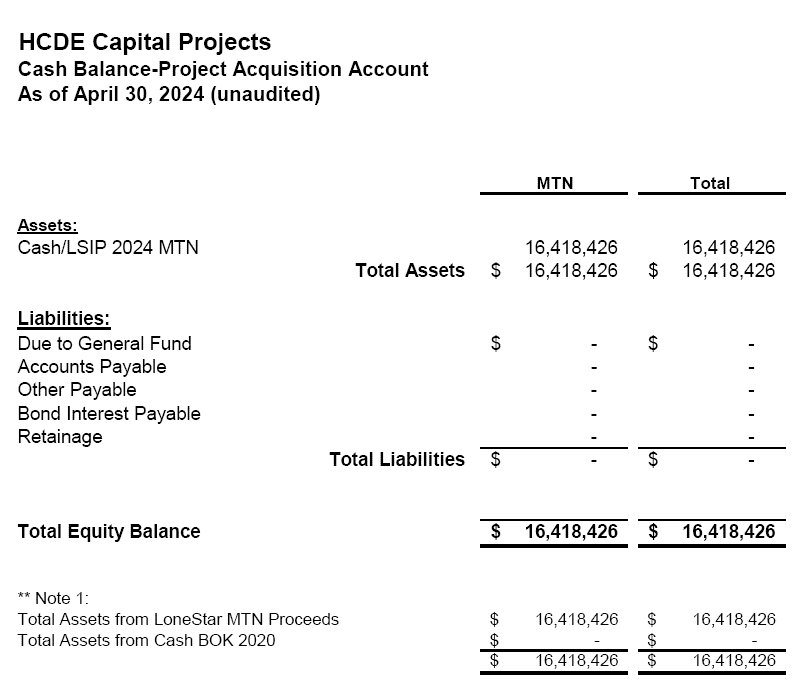 HCDE Capital Projects
Cash Balance-Project Acquisition Account
As of April 30, 2024 (unaudited)
MTN Total
Assets:
Cash/LSIP 2024 MTN 16,418,426 16,418,426
Total Assets $ 16,418,426 $ 16,418,426
Liabilities:
Due to General Fund $ - $ -
Accounts Payable - -
Other Payable - -
Bond Interest Payable - -
Retainage - -
Total Liabilities $ - $ -
Total Equity Balance $ 16,418,426 $ 16,418,426
** Note 1:
Total Assets from LoneStar MTN Proceeds $ 16,418,426 $ 16,418,426
Total Assets from Cash BOK 2020 $ - $ -
$ 16,418,426 $ 16,418,426